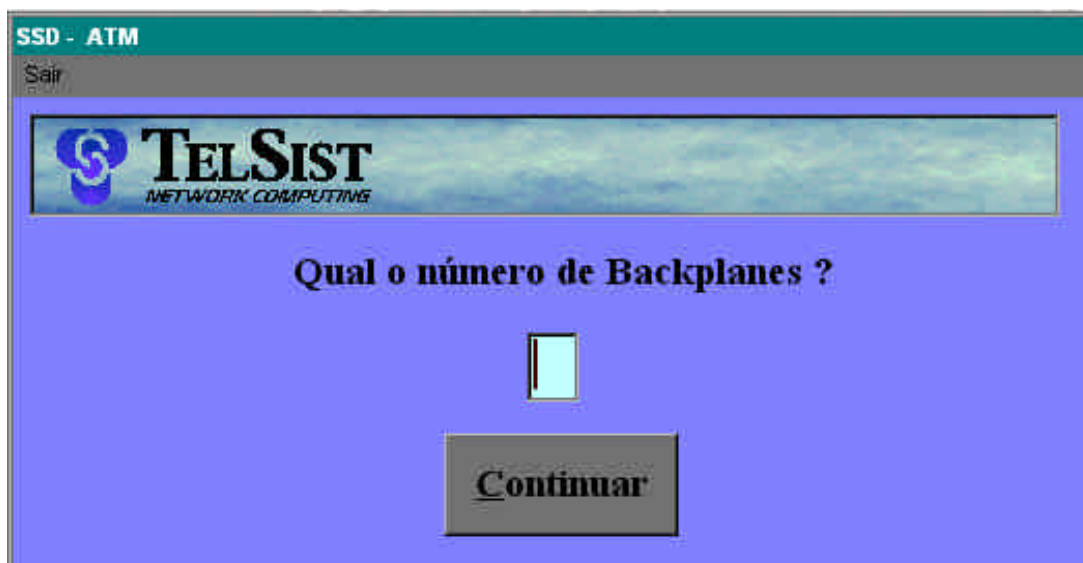 SSD - ATM
Sair
TELSIST
NETWORK COMPUTING
Qual o número de Backplanes ?
Continuar